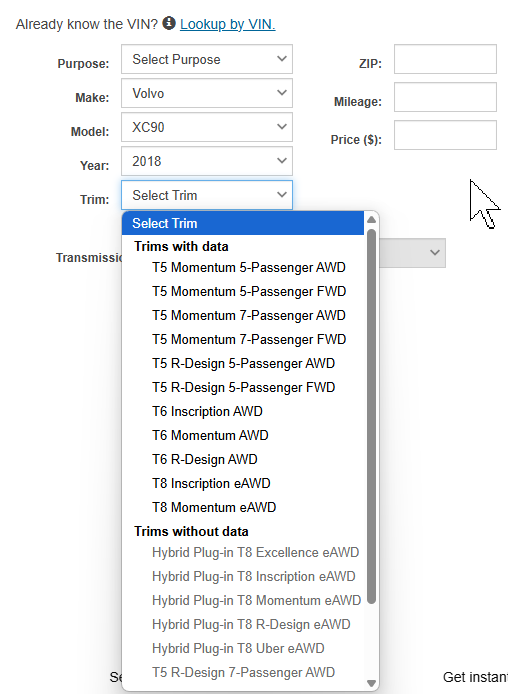 Already know the VIN? Lookup by VIN.
Purpose: Select Purpose ZIP:
Make: Volvo Mileage:
Model: XC90 Price ($):
Year: 2018
Trim: Select Trim
Select Trim
Trims with data
T5 Momentum 5-Passenger AWD
T5 Momentum 5-Passenger FWD
T5 Momentum 7-Passenger AWD
T5 Momentum 7-Passenger FWD
T5 R-Design 5-Passenger AWD
T5 R-Design 5-Passenger FWD
T6 Inscription AWD
T6 Momentum AWD
T6 R-Design AWD
T8 Inscription eAWD
T8 Momentum eAWD
Trims without data
Hybrid Plug-in T8 Excellence eAWD
Hybrid Plug-in T8 Inscription eAWD
Hybrid Plug-in T8 Momentum eAWD
Hybrid Plug-in T8 R-Design eAWD
Hybrid Plug-in T8 Uber eAWD
T5 R-Design 7-Passenger AWD
Transmissi
Se
Get instan